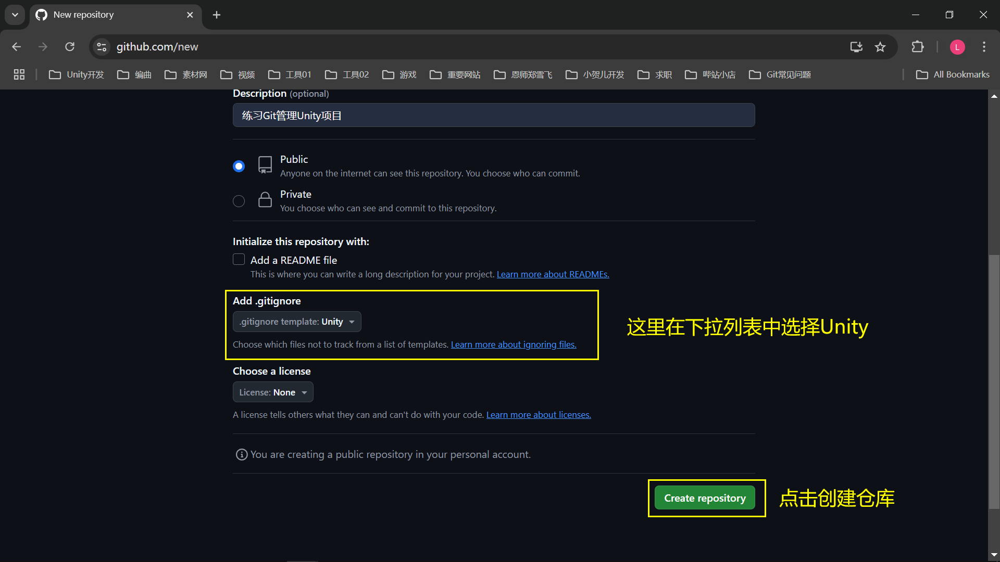 New repository
github.com/new
Unity开发
编曲
素材网
视频
工具01
工具02
游戏
重要网站
恩师郑雪飞
小贺儿开发
求职
哔站小店
Git常见问题
All Bookmarks
L
Description (optional)
练习Git管理Unity项目
Public
Anyone on the internet can see this repository. You choose who can commit.
Private
You choose who can see and commit to this repository.
Initialize this repository with:
Add a README file
This is where you can write a long description for your project. Learn more about READMEs.
Add .gitignore
.gitignore template: Unity
这里在下拉列表中选择Unity
Choose which files not to track from a list of templates. Learn more about ignoring files.
Choose a license
License: None
A license tells others what they can and can't do with your code. Learn more about licenses.
You are creating a public repository in your personal account.
Create repository
点击创建仓库